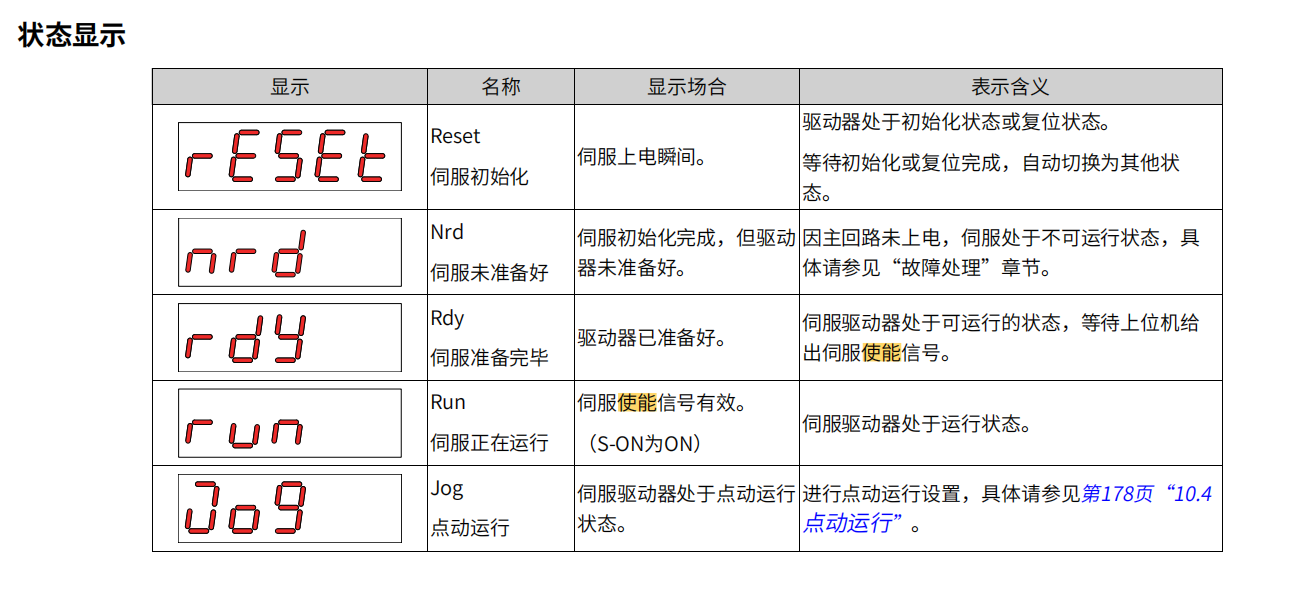 状态显示
显示 名称 显示场合 表示含义
rESEt
Reset
伺服初始化
伺服上电瞬间。
驱动器处于初始化状态或复位状态。
等待初始化或复位完成，自动切换为其他状
态。
nrd
Nrd
伺服未准备好
伺服初始化完成，但驱动
器未准备好。
因主回路未上电，伺服处于不可运行状态，具
体请参见“故障处理”章节。
rdy
Rdy
伺服准备完毕
驱动器已准备好。
伺服驱动器处于可运行的状态，等待上位机给
出伺服使能信号。
run
Run
伺服正在运行
伺服使能信号有效。
（S-ON为ON）
伺服驱动器处于运行状态。
Jog
Jog
点动运行
伺服驱动器处于点动运行
状态。
进行点动运行设置，具体请参见第178页“10.4
点动运行”。